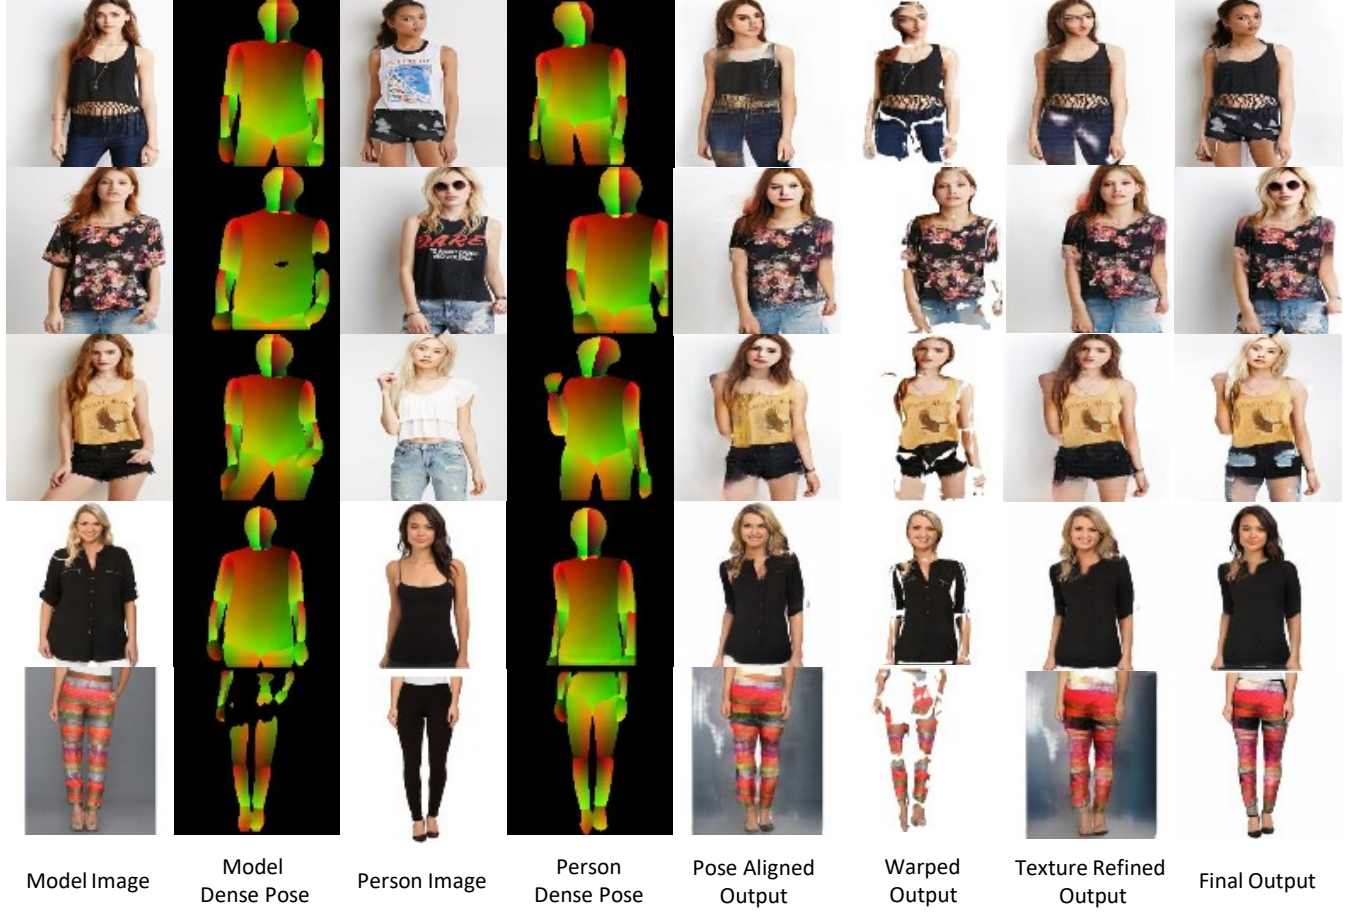 DARE
Model Image
Model
Dense Pose
Person Image
Person
Dense Pose
Pose Aligned
Output
Warped
Output
Texture Refined
Output
Final Output